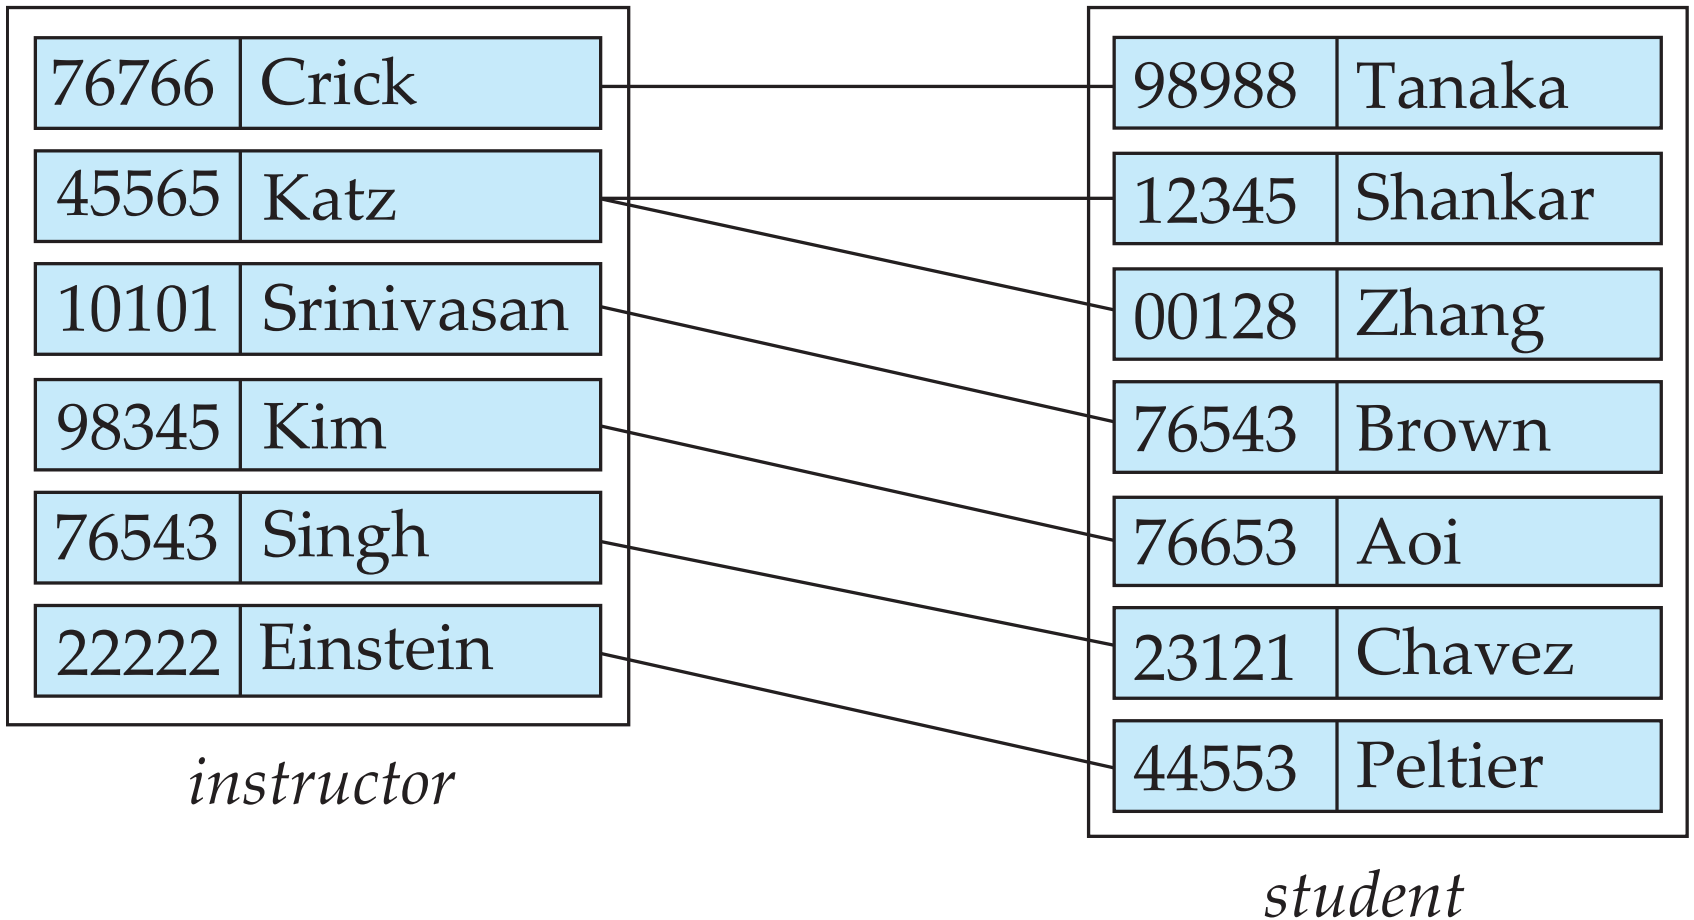 76766 Crick
45565 Katz
10101 Srinivasan
98345 Kim
76543 Singh
22222 Einstein
instructor
98988 Tanaka
12345 Shankar
00128 Zhang
76543 Brown
76653 Aoi
23121 Chavez
44553 Peltier
student